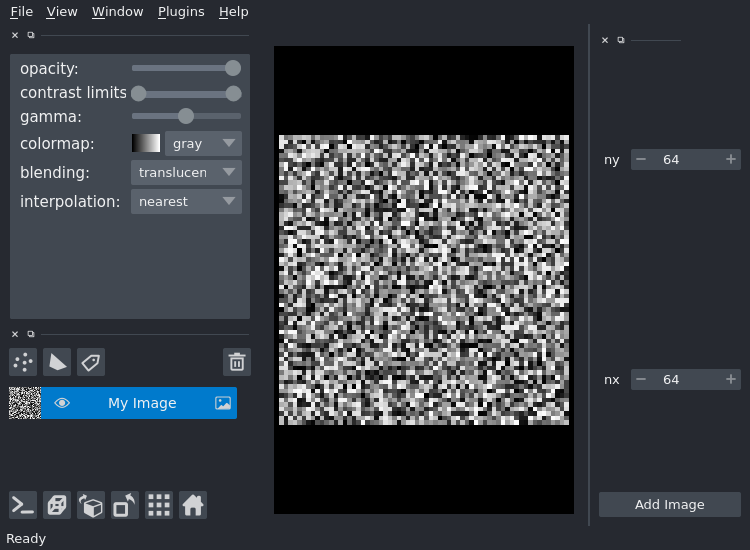 File View Window Plugins Help
opacity:
contrast limits
gamma:
colormap: gray
blending: translucen
interpolation: nearest
ny 64
nx 64
My Image
Add Image
Ready